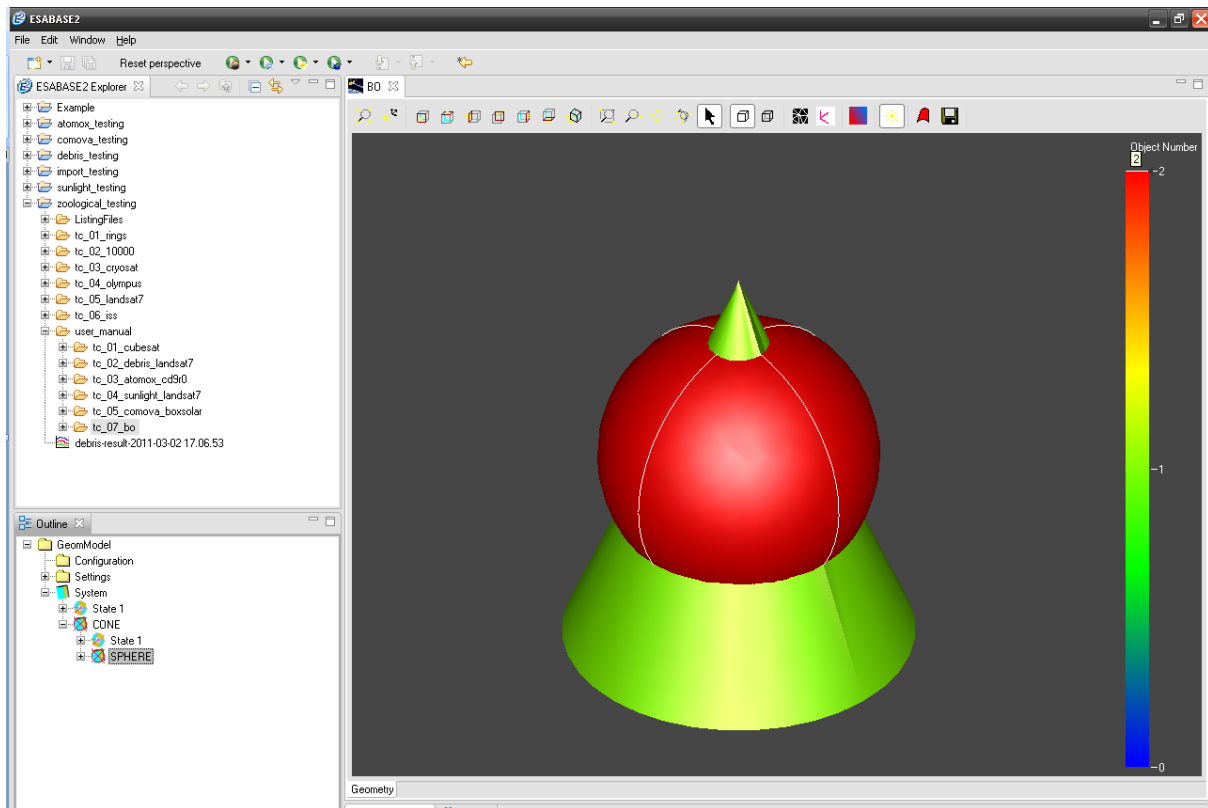 ESABASE2
File Edit Window Help
Reset perspective
ESABASE2 Explorer
Example
atomox_testing
comova_testing
debris_testing
import_testing
sunlight_testing
zoological_testing
ListingFiles
tc_01_rings
tc_02_10000
tc_03_cryosat
tc_04_olympus
tc_05_landsat7
tc_06_iss
user_manual
tc_01_cubesat
tc_02_debris_landsat7
tc_03_atomox_cd9r0
tc_04_sunlight_landsat7
tc_05_comova_boxsolar
tc_07_bo
debris-result-2011-03-02 17.06.53
Outline
GeomModel
Configuration
Settings
System
State 1
CONE
State 1
SPHERE
BO
Object Number
2
2
1
0
Geometry